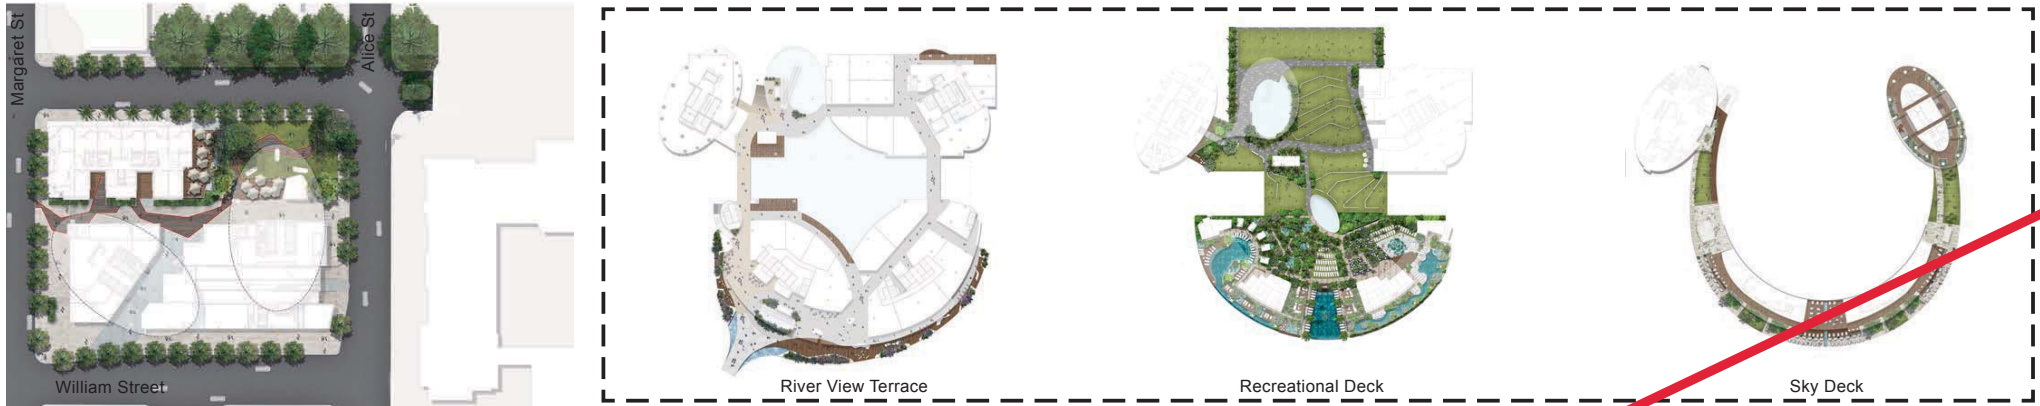 Margaret St
Alice St
William Street
River View Terrace
Recreational Deck
Sky Deck